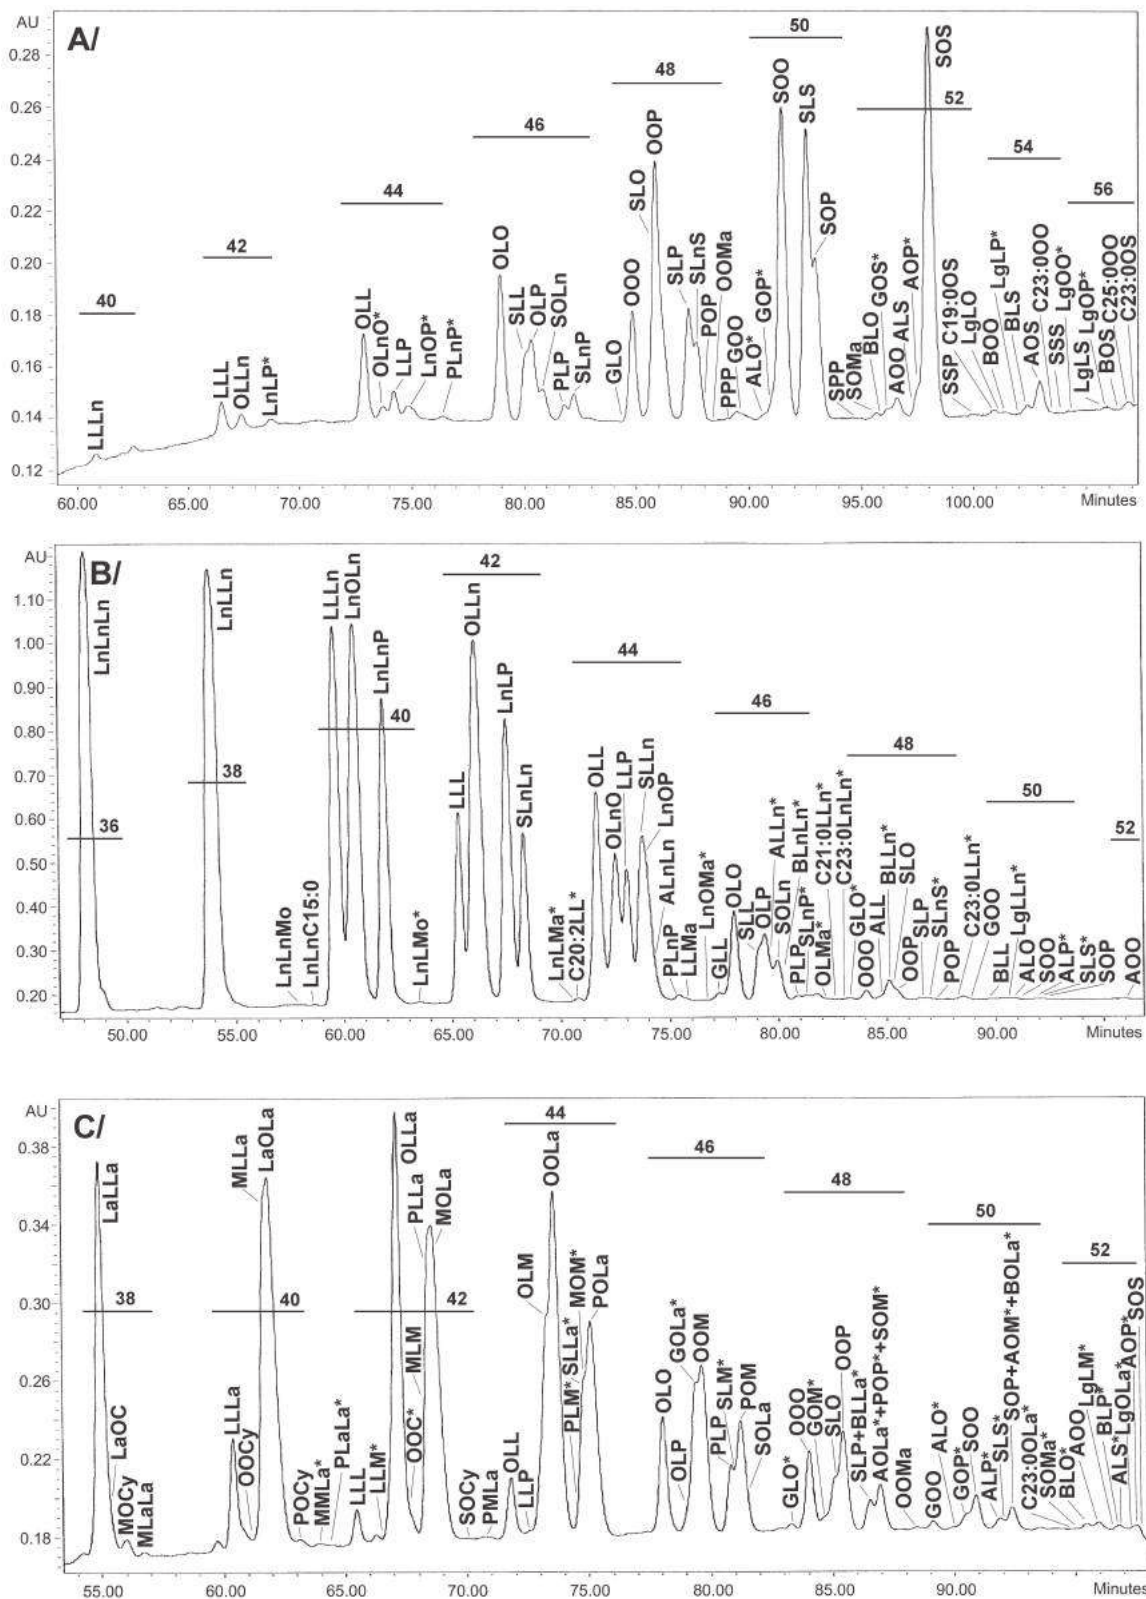 AU
A/
0.28
0.26
0.24
0.22
0.20
0.18
0.16
0.14
0.12
40
42
44
46
48
50
52
54
56
LLLn
LLL
OLLn
LnLP*
OLL
OLnO*
LLP
LnOP*
PLnP*
OLO
SLL
OLP
SOLn
PLP
SLnP
GLO
OOO
SLO
OOP
SLP
SLnS
POP
OOMa
PPP
GOO
ALO*
GOP*
SOO
SLS
SOP
SPP
SOMa
BLO
GOS*
AOO
ALS
AOP*
SOS
SSP
C19:0OS
LgLO
BOO
LgLP*
BLS
AOS
C23:0OO
SSS
LgOO*
LgLS
LgOP*
BOS
C25:0OO
C23:0OS
60.00 65.00 70.00 75.00 80.00 85.00 90.00 95.00 100.00 Minutes
AU
B/
1.10
1.00
0.90
0.80
0.70
0.60
0.50
0.40
0.30
0.20
36
38
40
42
44
46
48
50
52
LnLnLn
LnLLn
LnLnMo
LnLnC15:0
LLLn
LnOLn
LnLnP
LnLMo*
LLL
OLLn
LnLP
SLnLn
LnLMa*
C20:2LL*
OLL
OLnO
LLP
SLLn
LnOP
ALnLn
PLnP
LLMa
LnOMa*
GLL
OLO
SLL
OLP
ALLn*
SOLn
BLnLn*
PLP
SLnP*
OLMa*
C21:0LLn*
C23:0LnLn*
GLO*
OOO
ALL
BLLn*
SLO
OOP
SLP
SLnS*
POP
C23:0LLn*
GOO
BLL
LgLLn*
ALO
SOO
ALP*
SLS*
SOP
AOO
50.00 55.00 60.00 65.00 70.00 75.00 80.00 85.00 90.00 Minutes
AU
C/
0.38
0.34
0.30
0.26
0.22
0.18
38
40
42
44
46
48
50
52
LaLLa
LaOC
MOCy
MLaLa
LLLa
OOCy
MLLa
LaOLa
POCy
MMLa*
PLaLa*
LLL
LLM*
OLLa
OOC*
MLM
PLLa
MOLa
SOCy
PMLa
OLL
LLP
OLM
OOLa
PLM*
SLLa*
MOM*
POLa
OLO
OLP
GOLa*
OOM
PLP
SLM*
POM
SOLa
GLO*
OOO
GOM*
SLO
OOP
SLP+BLLa*
AOLa*+POP*+SOM*
OOMa
GOO
ALO*
GOP*
SOO
ALP*
SLS*
SOP+AOM*+BOLa*
C23:0OLa*
SOMa*
BLO*
AOO
LgLM*
BLP*
ALS*
LgOLa*
AOP*
SOS
55.00 60.00 65.00 70.00 75.00 80.00 85.00 90.00 Minutes